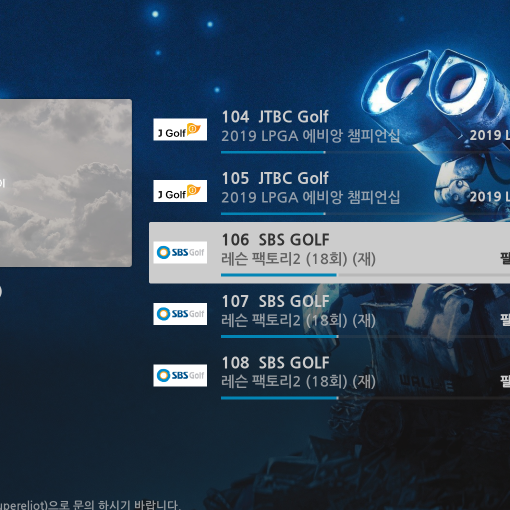 이
104 JTBC Golf
J Golf
2019 LPGA 에비앙 챔피언십
2019 L
105 JTBC Golf
J Golf
2019 LPGA 에비앙 챔피언십
2019 L
106 SBS GOLF
SBS Golf
레슨 팩토리2 (18회) (재)
필
)
107 SBS GOLF
SBS Golf
레슨 팩토리2 (18회) (재)
필
108 SBS GOLF
SBS Golf
레슨 팩토리2 (18회) (재)
필
WALL·E
upereliot)으로 문의 하시기 바랍니다.